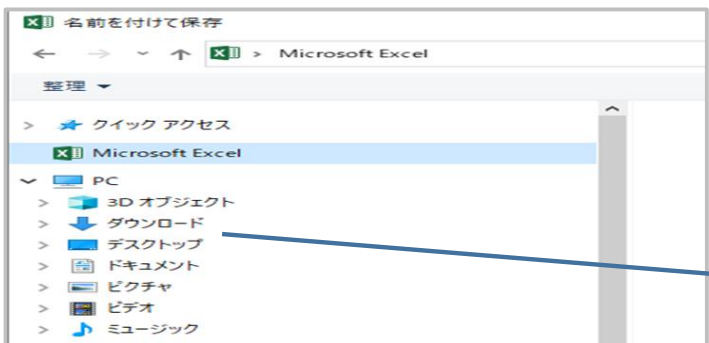 名前を付けて保存
Microsoft Excel
整理
クイック アクセス
Microsoft Excel
PC
3D オブジェクト
ダウンロード
デスクトップ
ドキュメント
ピクチャ
ビデオ
ミュージック